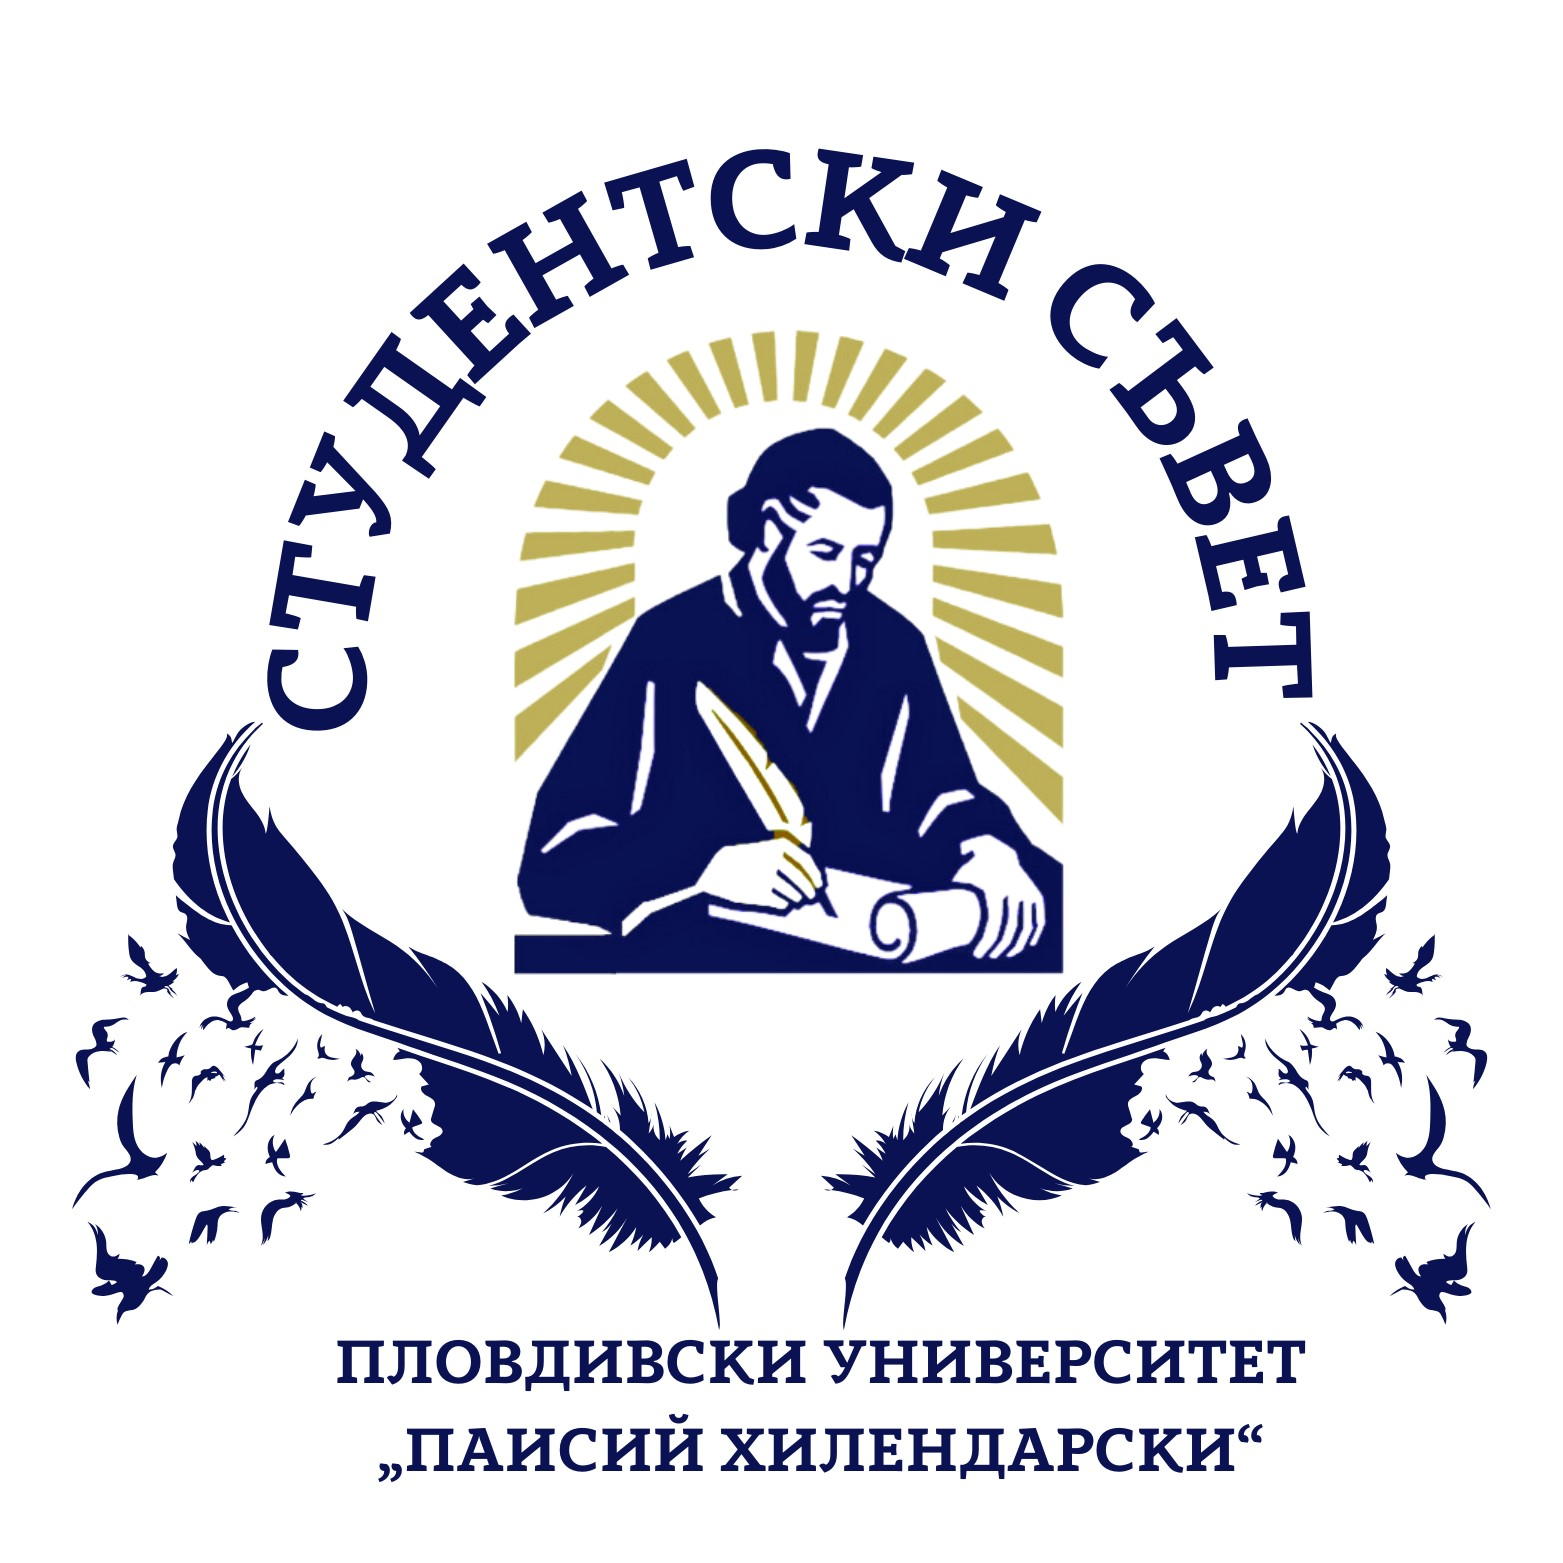 СТУДЕНТСКИ СЪВЕТ
ПЛОВДИВСКИ УНИВЕРСИТЕТ
„ПАИСИЙ ХИЛЕНДАРСКИ“